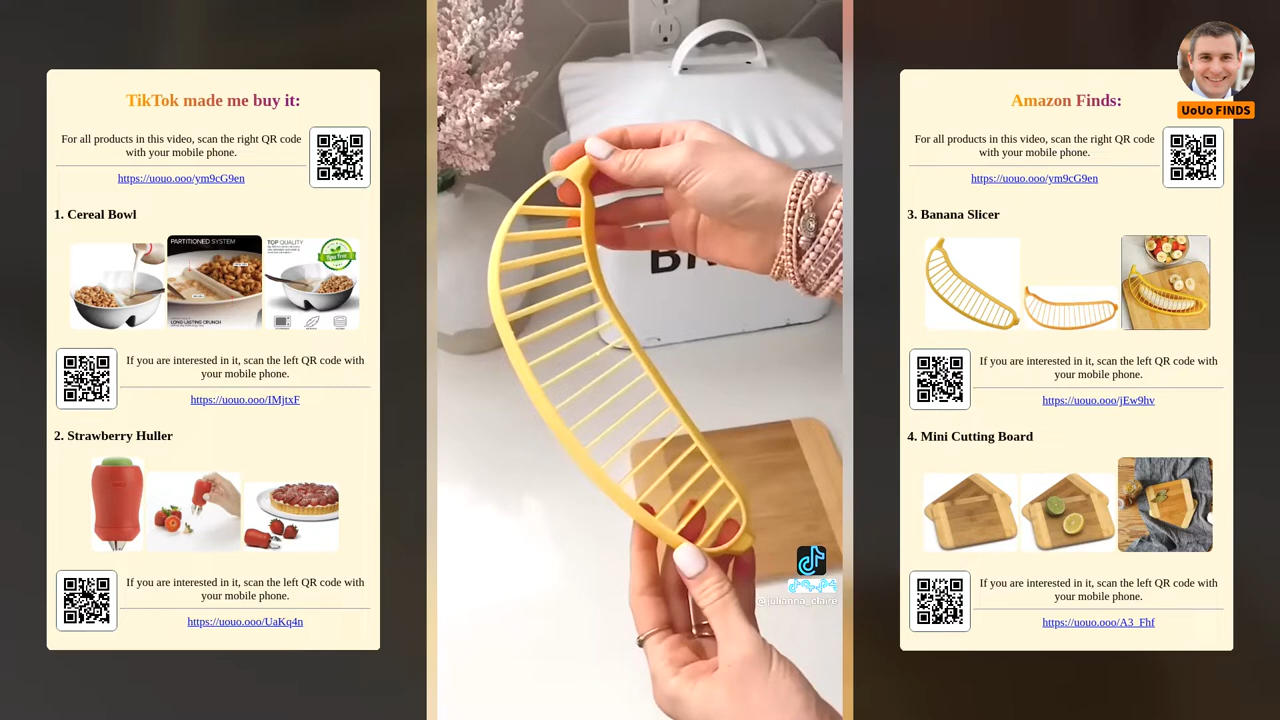 TikTok made me buy it:
For all products in this video, scan the right QR code
with your mobile phone.
https://uouo.ooo/ym9cG9en
1. Cereal Bowl
PARTITIONED SYSTEM
LONG LASTING CRUNCH
TOP QUALITY
If you are interested in it, scan the left QR code with
your mobile phone.
https://uouo.ooo/IMjtxF
2. Strawberry Huller
If you are interested in it, scan the left QR code with
your mobile phone.
https://uouo.ooo/UaKq4n
@julianna_claire
Amazon Finds:
UoUo FINDS
For all products in this video, scan the right QR code
with your mobile phone.
https://uouo.ooo/ym9cG9en
3. Banana Slicer
If you are interested in it, scan the left QR code with
your mobile phone.
https://uouo.ooo/jEw9hv
4. Mini Cutting Board
If you are interested in it, scan the left QR code with
your mobile phone.
https://uouo.ooo/A3_Fhf